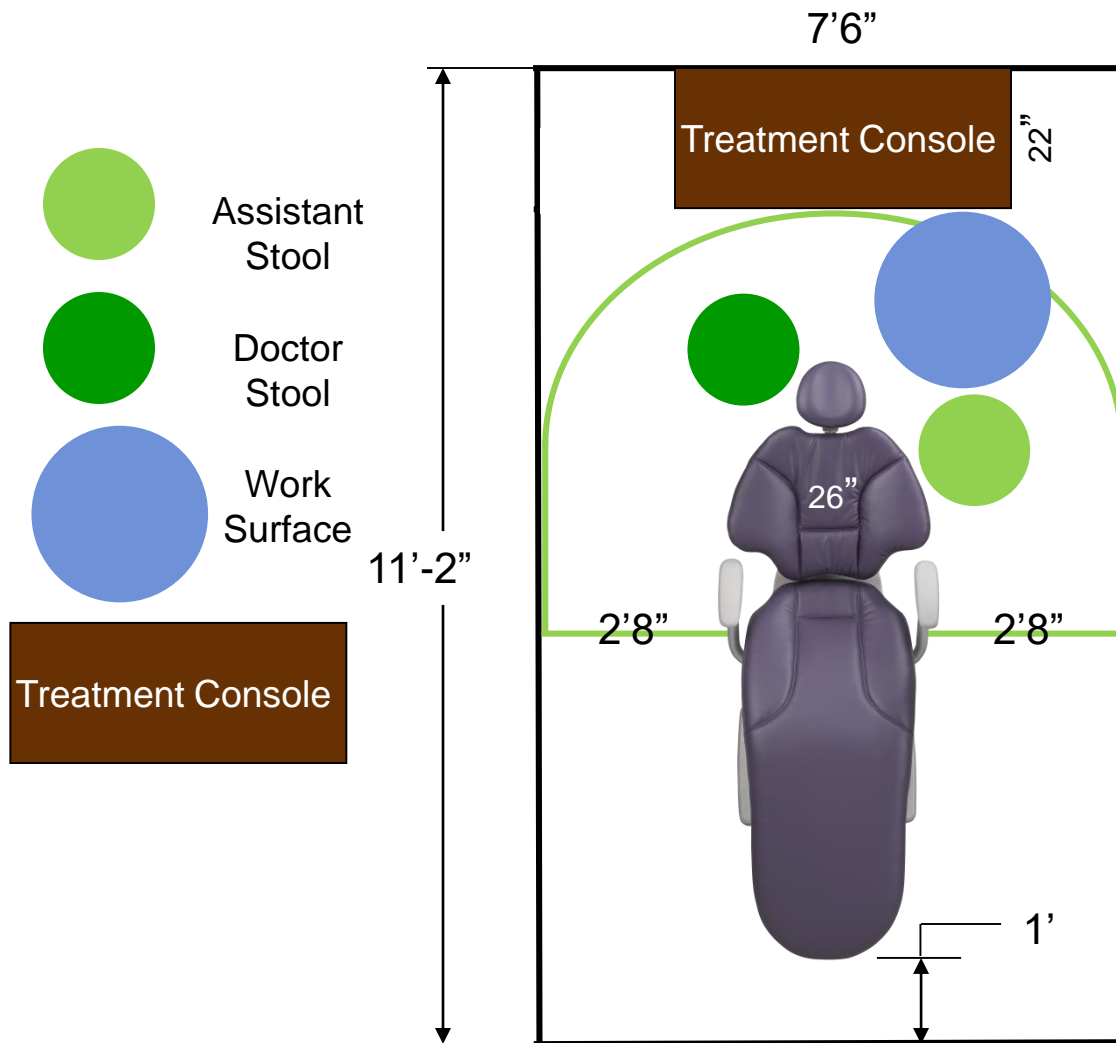 7’6”
Treatment Console
22”
Assistant
Stool
Doctor
Stool
Work
Surface
26”
11’-2”
2’8”
2’8”
Treatment Console
1’